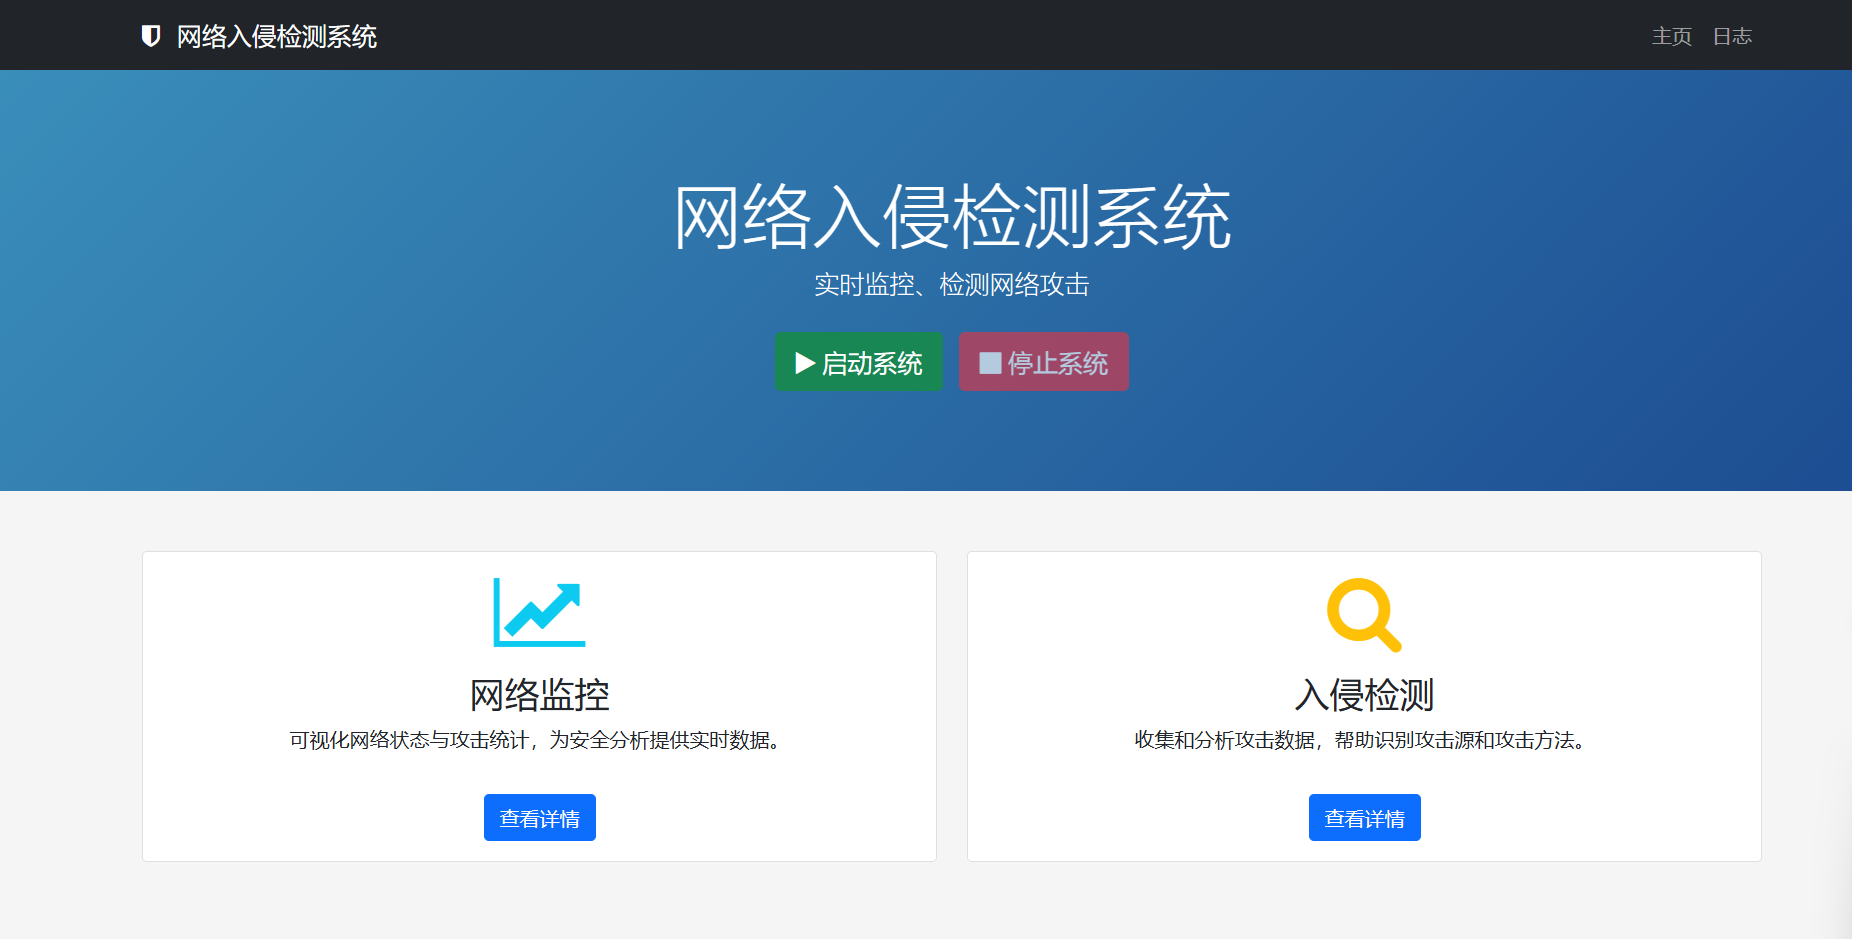 网络入侵检测系统
主页 日志
网络入侵检测系统
实时监控、检测网络攻击
启动系统 停止系统
网络监控
可视化网络状态与攻击统计，为安全分析提供实时数据。
查看详情
入侵检测
收集和分析攻击数据，帮助识别攻击源和攻击方法。
查看详情